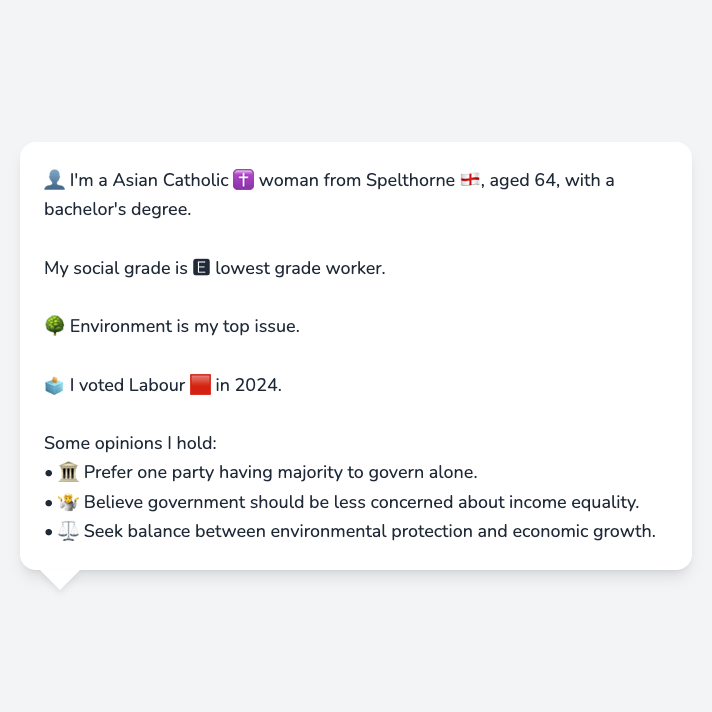 👤 I'm a Asian Catholic ✝️ woman from Spelthorne 🏴󠁧󠁢󠁥󠁮󠁧󠁿, aged 64, with a
bachelor's degree.
My social grade is 🅴 lowest grade worker.
🌳 Environment is my top issue.
🗳️ I voted Labour 🟥 in 2024.
Some opinions I hold:
• 🏛️ Prefer one party having majority to govern alone.
• 🤷 Believe government should be less concerned about income equality.
• ⚖️ Seek balance between environmental protection and economic growth.